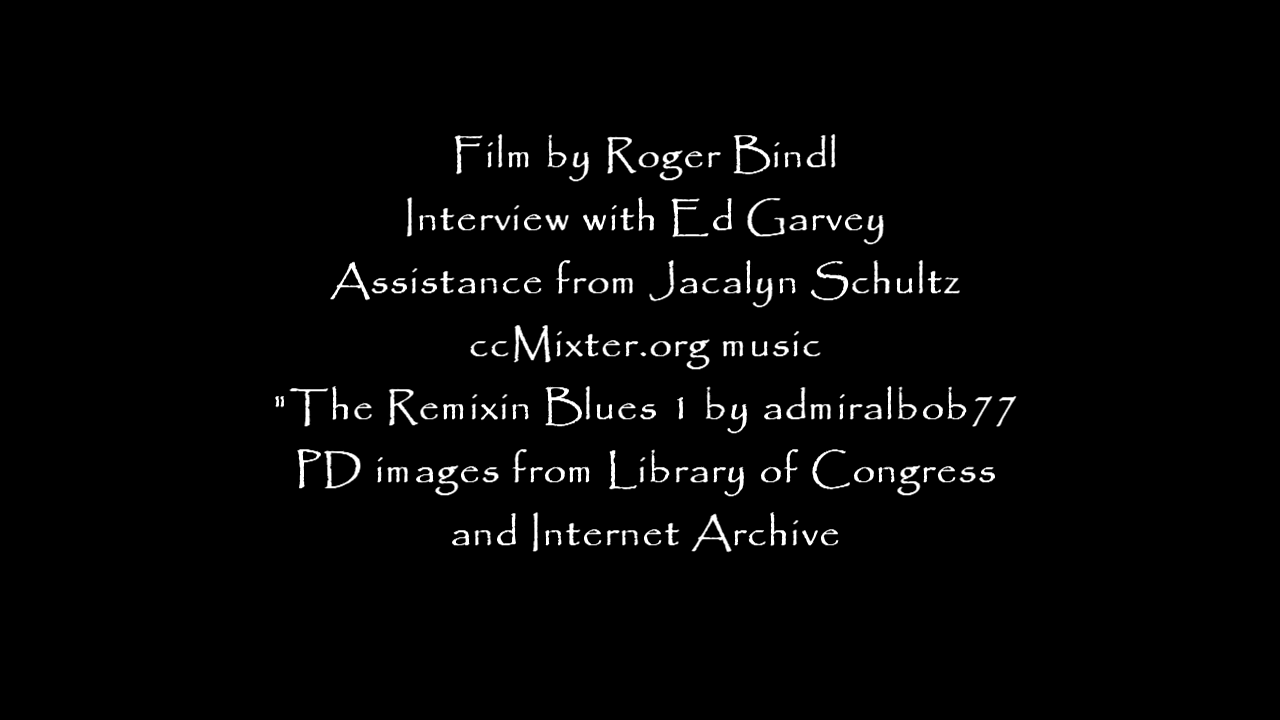 Film by Roger Bindl
Interview with Ed Garvey
Assistance from Jacalyn Schultz
ccMixter.org music
"The Remixin Blues 1 by admiralbob77
PD images from Library of Congress
and Internet Archive